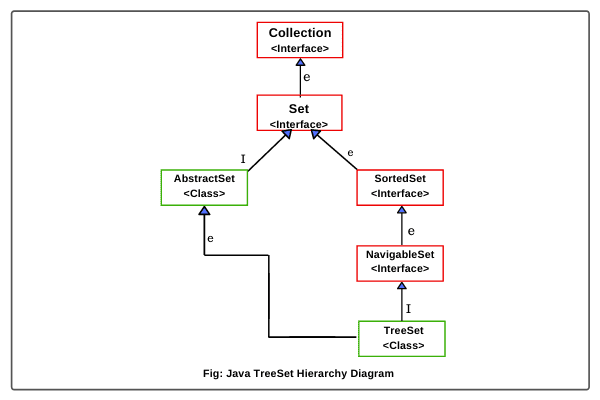 Collection
<Interface>
e
Set
<Interface>
I
e
AbstractSet
<Class>
SortedSet
<Interface>
e
e
NavigableSet
<Interface>
I
TreeSet
<Class>
Fig: Java TreeSet Hierarchy Diagram